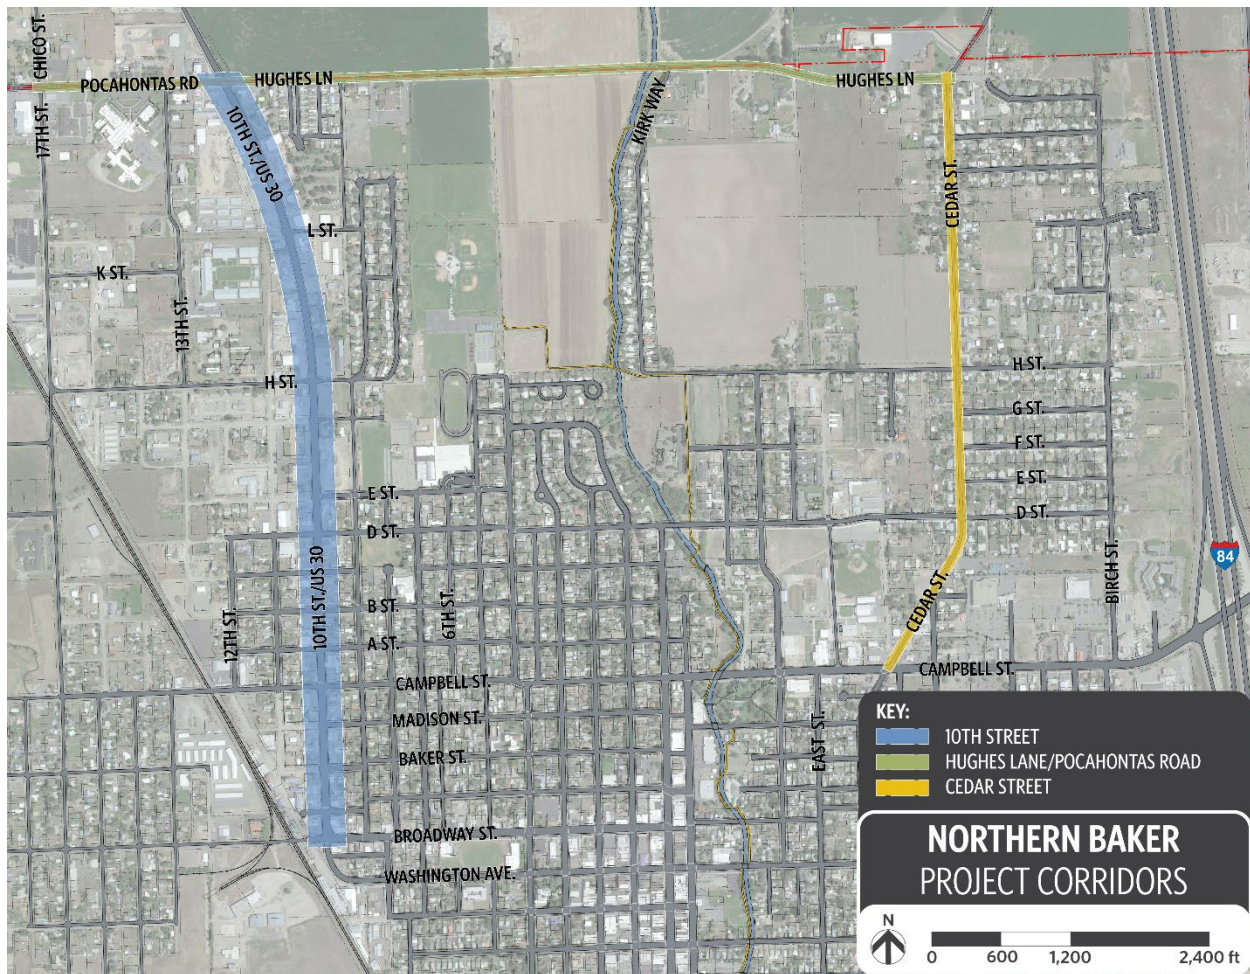 CHICO ST.
POCAHONTAS RD
HUGHES LN
HUGHES LN
17TH ST.
KIRK WAY
10TH ST./US 30
CEDAR ST.
L ST.
K ST.
13TH ST.
H ST.
H ST.
G ST.
F ST.
E ST.
E ST.
D ST.
D ST.
84
10TH ST./US 30
BIRCH ST.
CEDAR ST.
12TH ST.
B ST.
6TH ST.
A ST.
CAMPBELL ST.
CAMPBELL ST.
MADISON ST.
EAST ST.
BAKER ST.
BROADWAY ST.
WASHINGTON AVE.
KEY:
10TH STREET
HUGHES LANE/POCAHONTAS ROAD
CEDAR STREET
NORTHERN BAKER
PROJECT CORRIDORS
N
0 600 1,200 2,400 ft